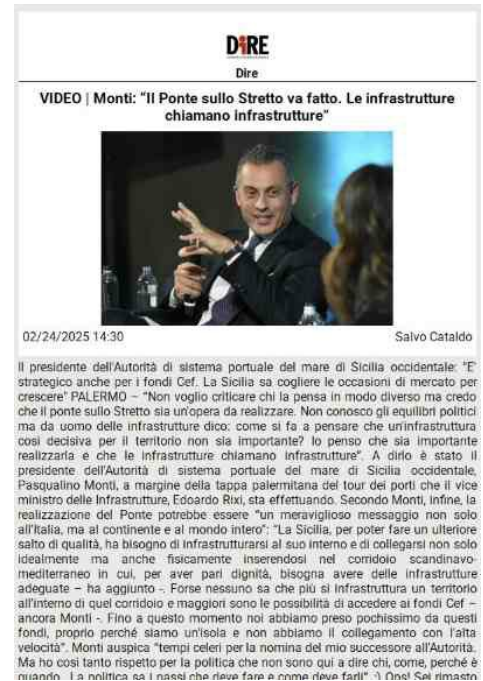 DiRE
Dire
VIDEO | Monti: “Il Ponte sullo Stretto va fatto. Le infrastrutture
chiamano infrastrutture”
02/24/2025 14:30 Salvo Cataldo
Il presidente dell'Autorità di sistema portuale del mare di Sicilia occidentale: "E'
strategico anche per i fondi Cef. La Sicilia sa cogliere le occasioni di mercato per
crescere" PALERMO – “Non voglio criticare chi la pensa in modo diverso ma credo
che il ponte sullo Stretto sia un'opera da realizzare. Non conosco gli equilibri politici
ma da uomo delle infrastrutture dico: come si fa a pensare che un'infrastruttura
così decisiva per il territorio non sia importante? Io penso che sia importante
realizzarla e che le infrastrutture chiamano infrastrutture”. A dirlo è stato il
presidente dell'Autorità di sistema portuale del mare di Sicilia occidentale,
Pasqualino Monti, a margine della tappa palermitana del tour dei porti che il vice
ministro delle Infrastrutture, Edoardo Rixi, sta effettuando. Secondo Monti, infine, la
realizzazione del Ponte potrebbe essere “un meraviglioso messaggio non solo
all'Italia, ma al continente e al mondo intero”: “La Sicilia, per poter fare un ulteriore
salto di qualità, ha bisogno di infrastrutturarsi al suo interno e di collegarsi non solo
idealmente ma anche fisicamente inserendosi nel corridoio scandinavo-
mediterraneo in cui, per aver pari dignità, bisogna avere delle infrastrutture
adeguate – ha aggiunto -. Forse nessuno sa che più si infrastruttura un territorio
all'interno di quel corridoio e maggiori sono le possibilità di accedere ai fondi Cef –
ancora Monti -. Fino a questo momento noi abbiamo preso pochissimo da questi
fondi, proprio perché siamo un'isola e non abbiamo il collegamento con l'alta
velocità”. Monti auspica “tempi celeri per la nomina del mio successore all'Autorità.
Ma ho così tanto rispetto per la politica che non sono qui a dire chi, come, perché è
quando. La politica sa i passi che deve fare e come deve farli”. :) Ops! Sei rimasto